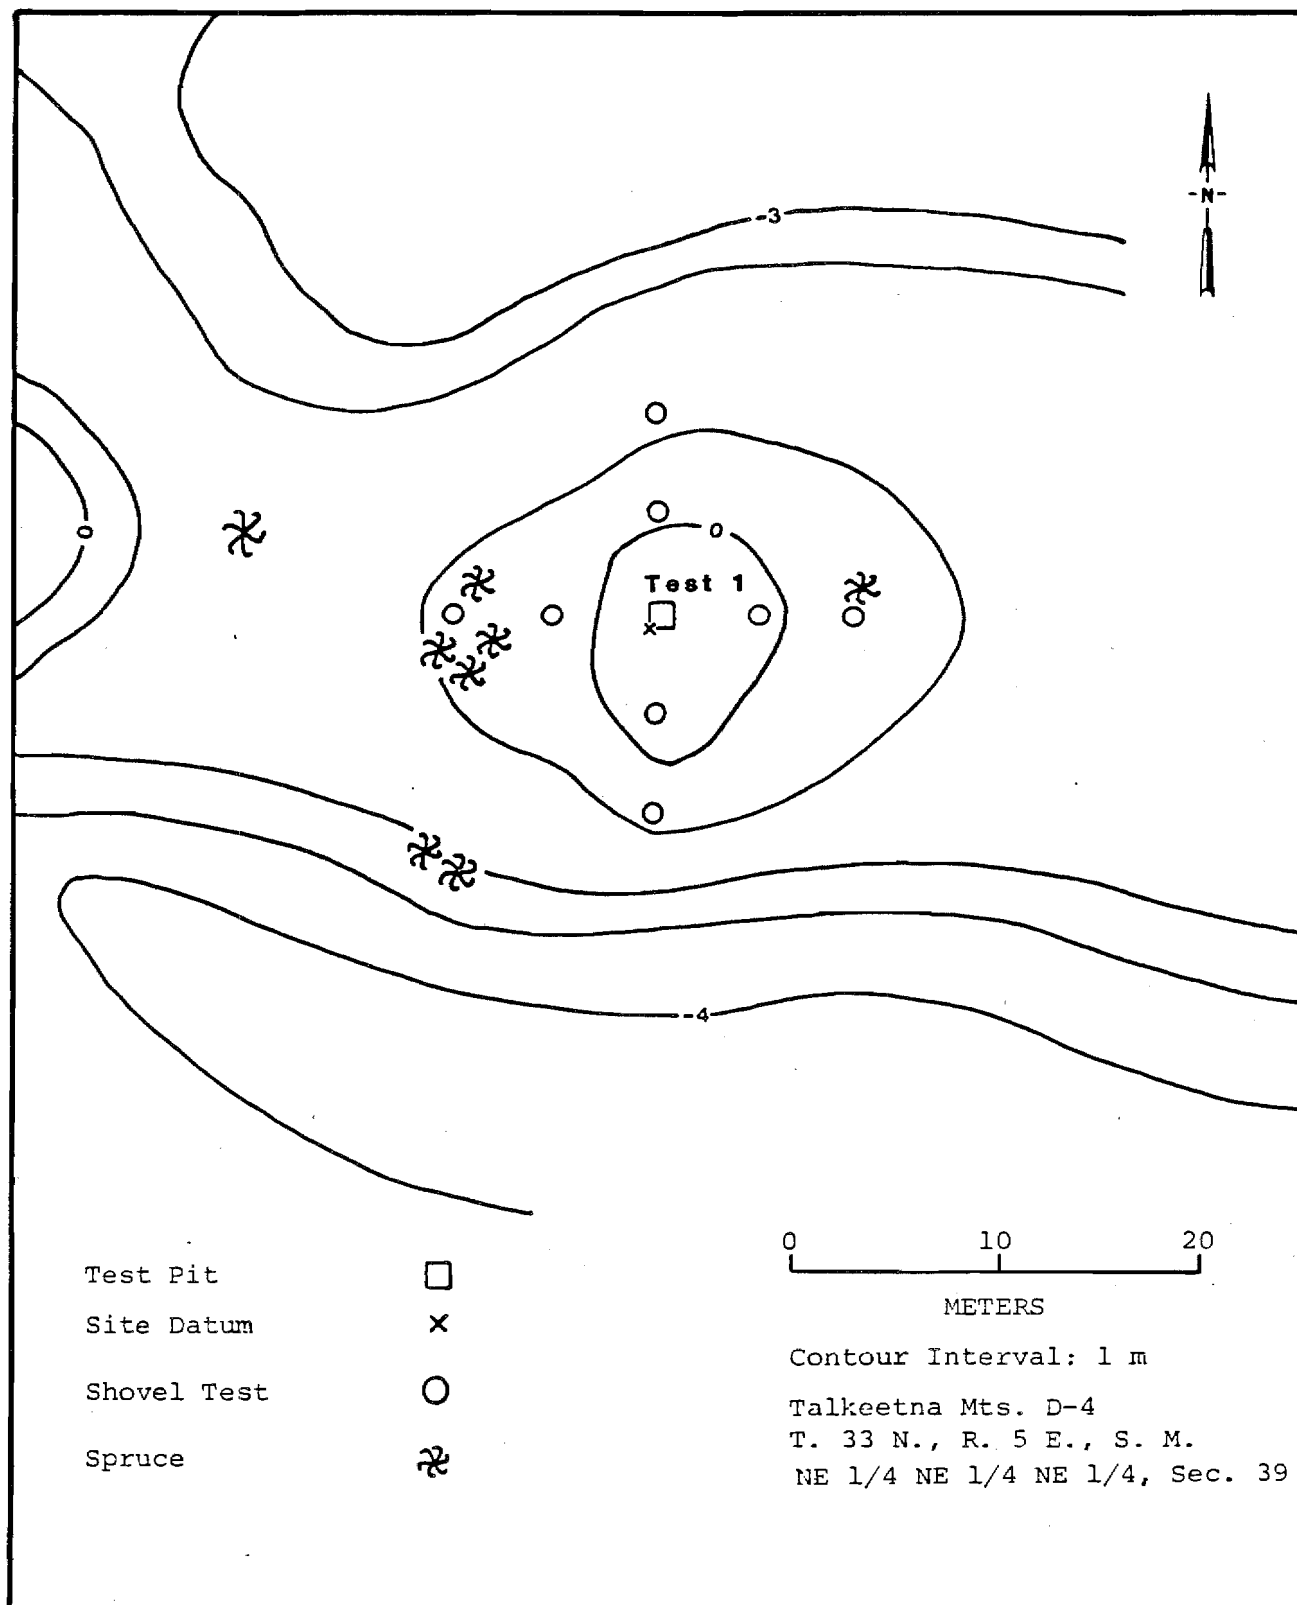 -3
-N-
0
0
Test 1
-4
0 10 20
METERS
Test Pit
Site Datum
Shovel Test
Spruce
Contour Interval: 1 m
Talkeetna Mts. D-4
T. 33 N., R. 5 E., S. M.
NE 1/4 NE 1/4 NE 1/4, Sec. 39